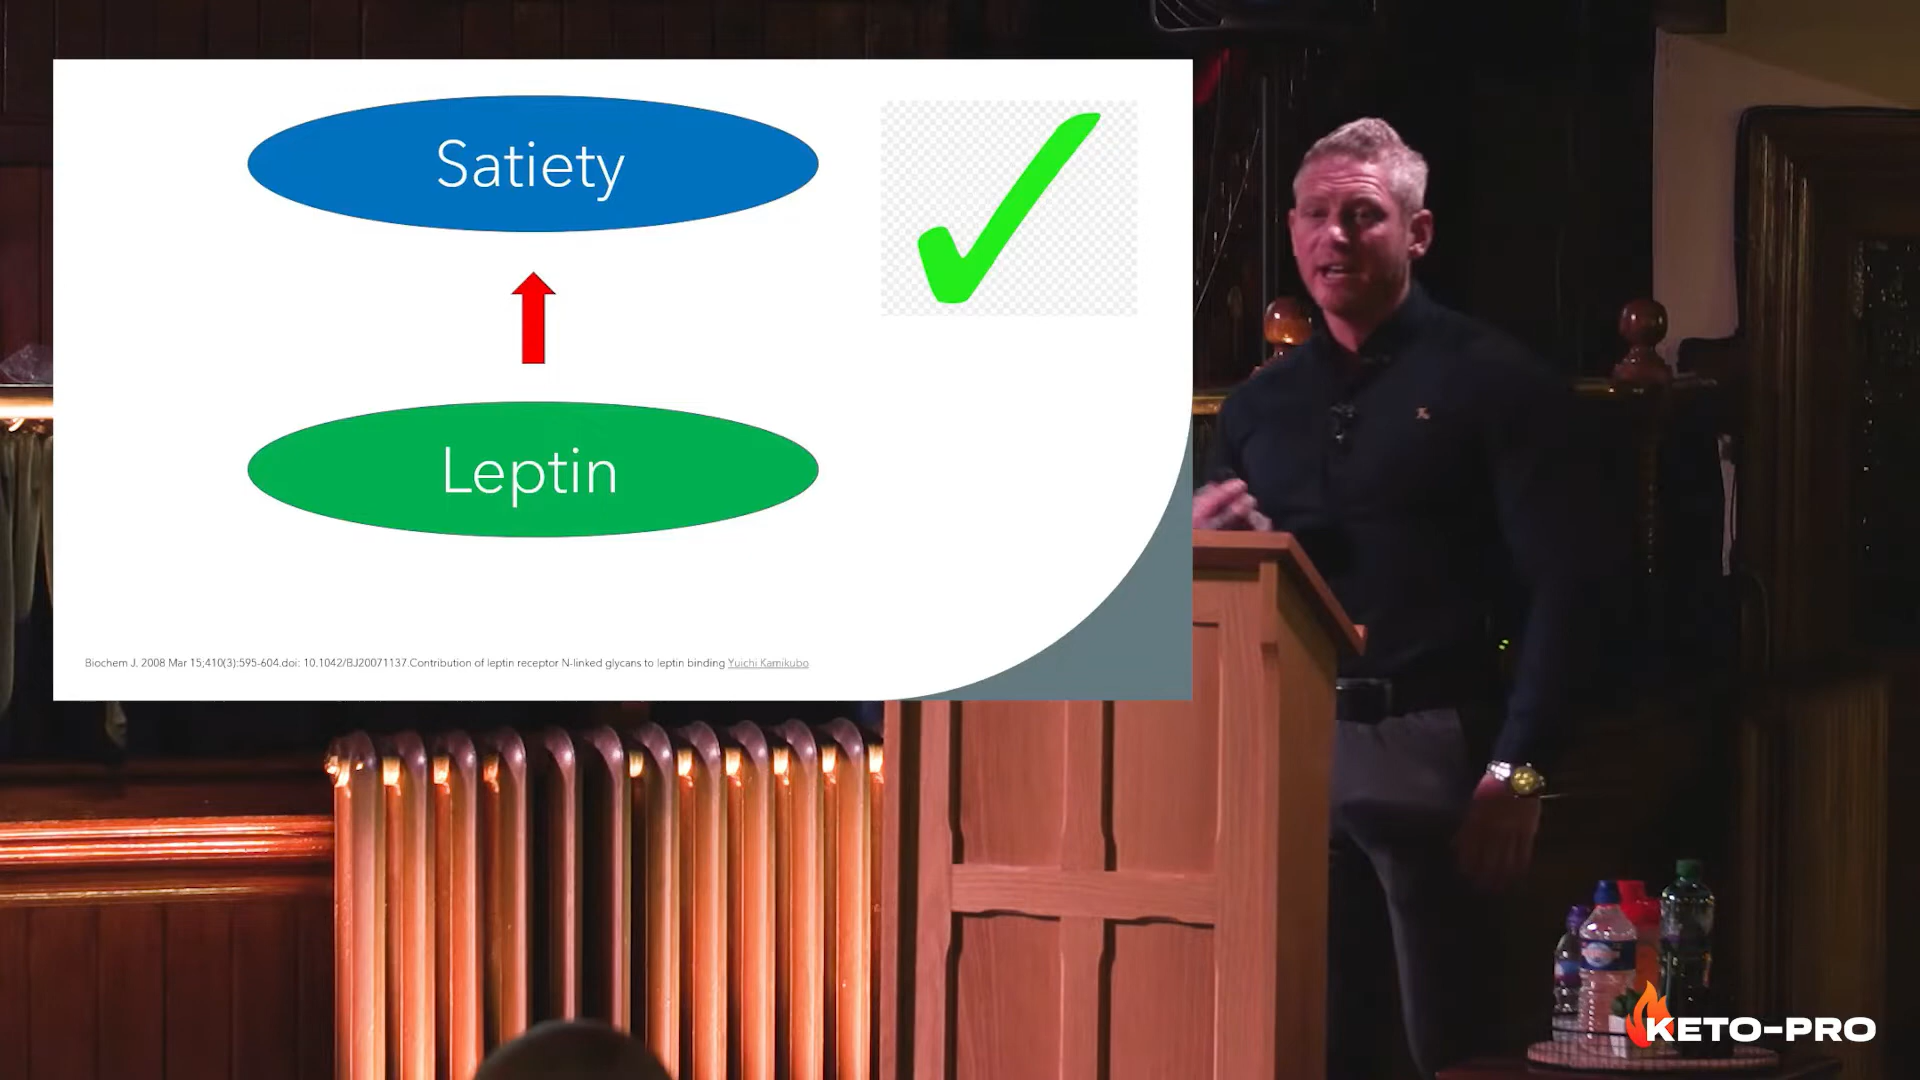 Satiety
Leptin
Biochem J. 2008 Mar 15;410(3):595-604.doi: 10.1042/BJ20071137.Contribution of leptin receptor N-linked glycans to leptin binding Yuichi Kamikubo
KETO-PRO